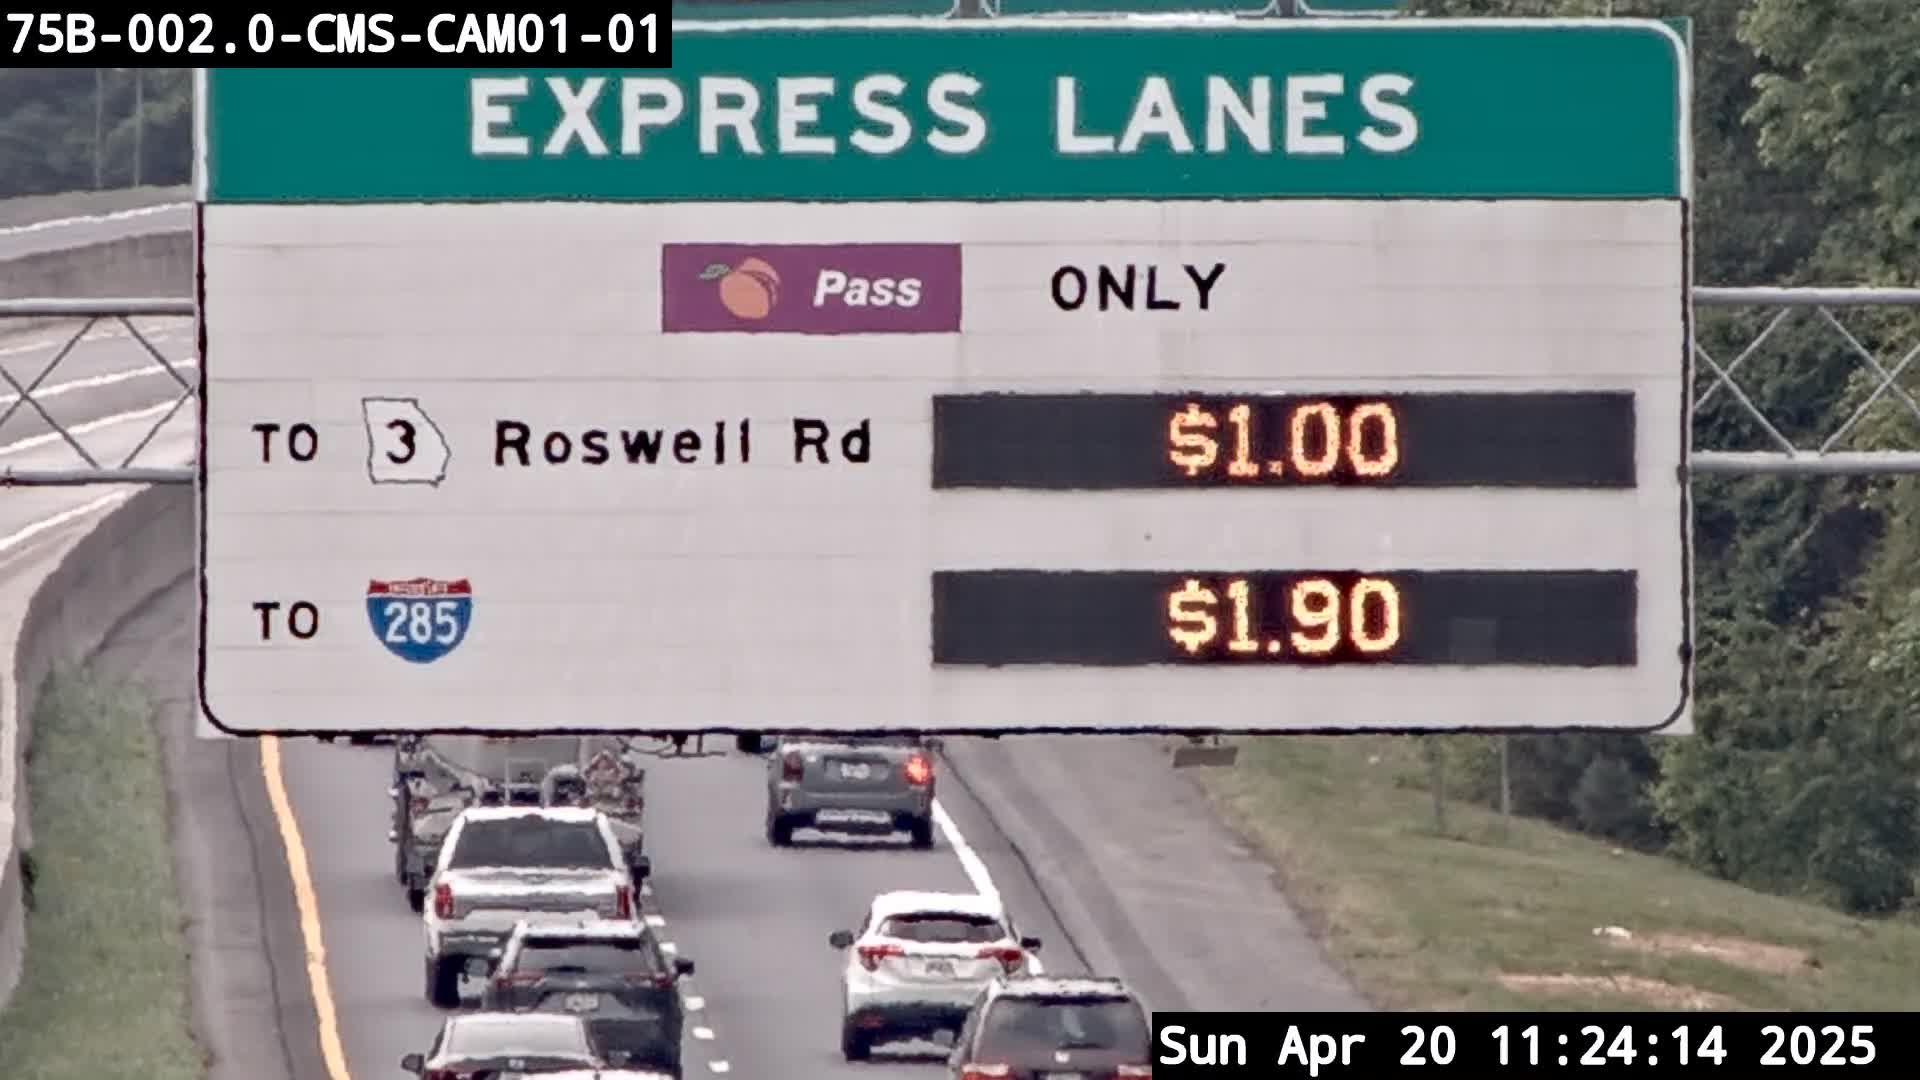 75B-002.0-CMS-CAM01-01
EXPRESS LANES
Pass ONLY
TO 3 Roswell Rd $1.00
TO INTERSTATE 285 $1.90
Sun Apr 20 11:24:14 2025